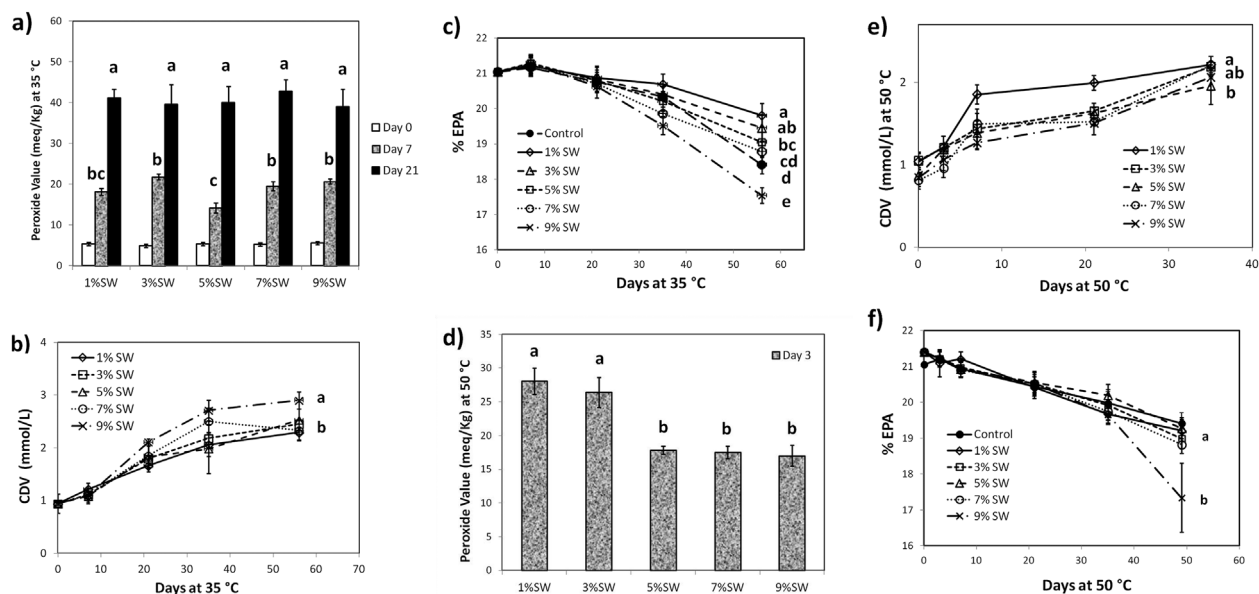 a)
Peroxide Value (meq/Kg) at 35 °C
60
50
40
30
20
10
0
a a a a a
bc b c b b
1%SW 3%SW 5%SW 7%SW 9%SW
Day 0
Day 7
Day 21
b)
CDV (mmol/L)
4
3
2
1
0
1% SW
3% SW
5% SW
7% SW
9% SW
a
b
0 10 20 30 40 50 60 70
Days at 35 °C
c)
% EPA
22
21
20
19
18
17
16
Control
1% SW
3% SW
5% SW
7% SW
9% SW
a
ab
bc
cd
d
e
0 10 20 30 40 50 60
Days at 35 °C
d)
Peroxide Value (meq/Kg) at 50 °C
35
30
25
20
15
10
5
0
Day 3
a a b b b
1%SW 3%SW 5%SW 7%SW 9%SW
e)
CDV (mmol/L) at 50 °C
2
1
0
a
ab
b
1% SW
3% SW
5% SW
7% SW
9% SW
0 10 20 30 40
Days at 50 °C
f)
% EPA
22
21
20
19
18
17
16
Control
1% SW
3% SW
5% SW
7% SW
9% SW
a
b
0 10 20 30 40 50 60
Days at 50 °C